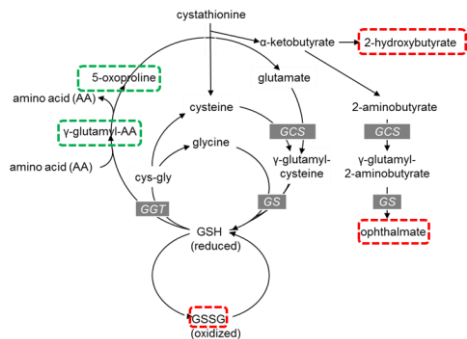 cystathionine
α-ketobutyrate
2-hydroxybutyrate
5-oxoproline
glutamate
amino acid (AA)
cysteine
2-aminobutyrate
γ-glutamyl-AA
GCS
GCS
glycine
amino acid (AA)
γ-glutamyl-
cysteine
γ-glutamyl-
2-aminobutyrate
cys-gly
GGT
GS
GS
GSH
(reduced)
ophthalmate
GSSG
(oxidized)